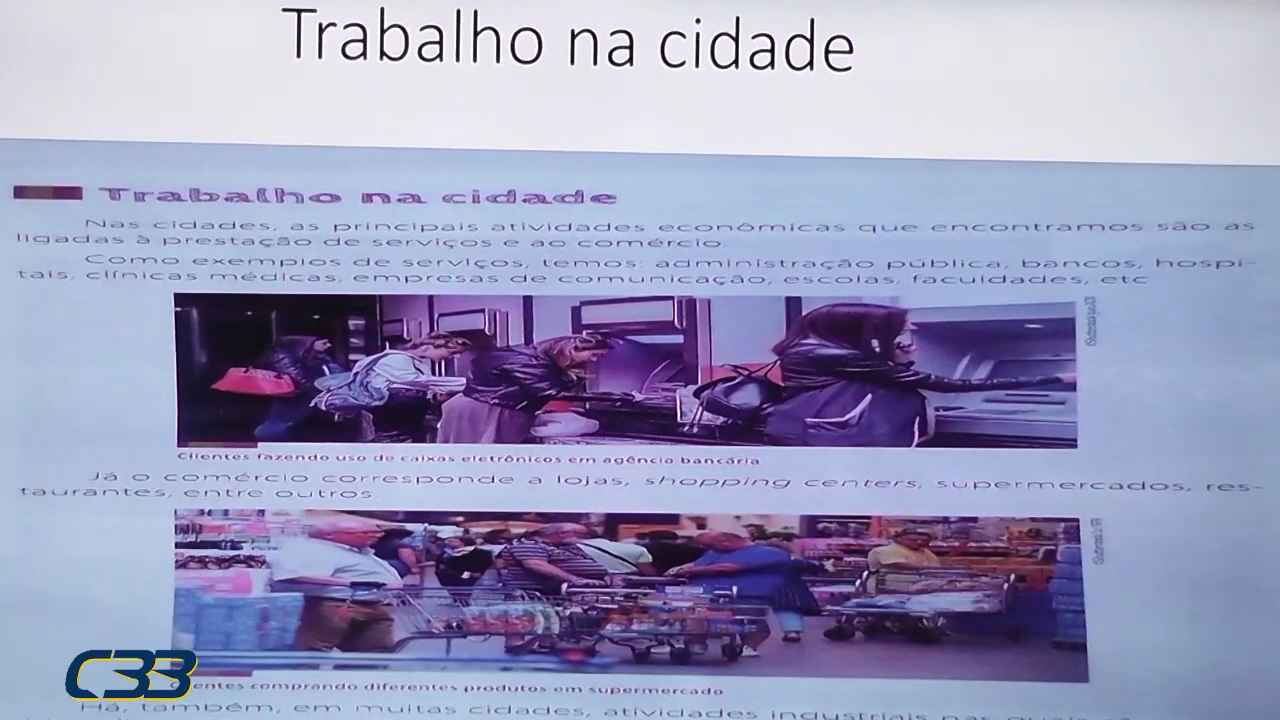 Trabalho na cidade
Trabalho na cidade
Nas cidades, as principais atividades econômicas que encontramos são as
ligadas à prestação de serviços e ao comércio.
Como exemplos de serviços, temos: administração pública, bancos, hospi-
tais, clínicas médicas, empresas de comunicação, escolas, faculdades, etc
Clientes fazendo uso de caixas eletrônicos em agência bancária
Já o comércio corresponde a lojas, shopping centers, supermercados, res-
taurantes, entre outros.
entes comprando diferentes produtos em supermercado
Há, também, em muitas cidades, atividades industriais nas
C33